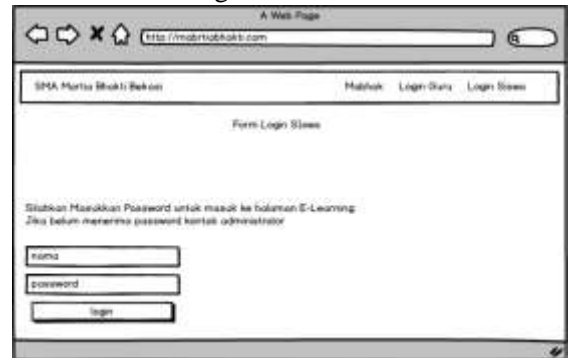 A Web Page
http://mabrtiabhakti.com
SMA Martia Bhakti Bekasi
Mabhak Login Guru Login Siswa
Form Login Siswa
Silahkan Masukkan Password untuk masuk ke halaman E-Learning
Jika belum menerima password kontak administrator
nama
password
login